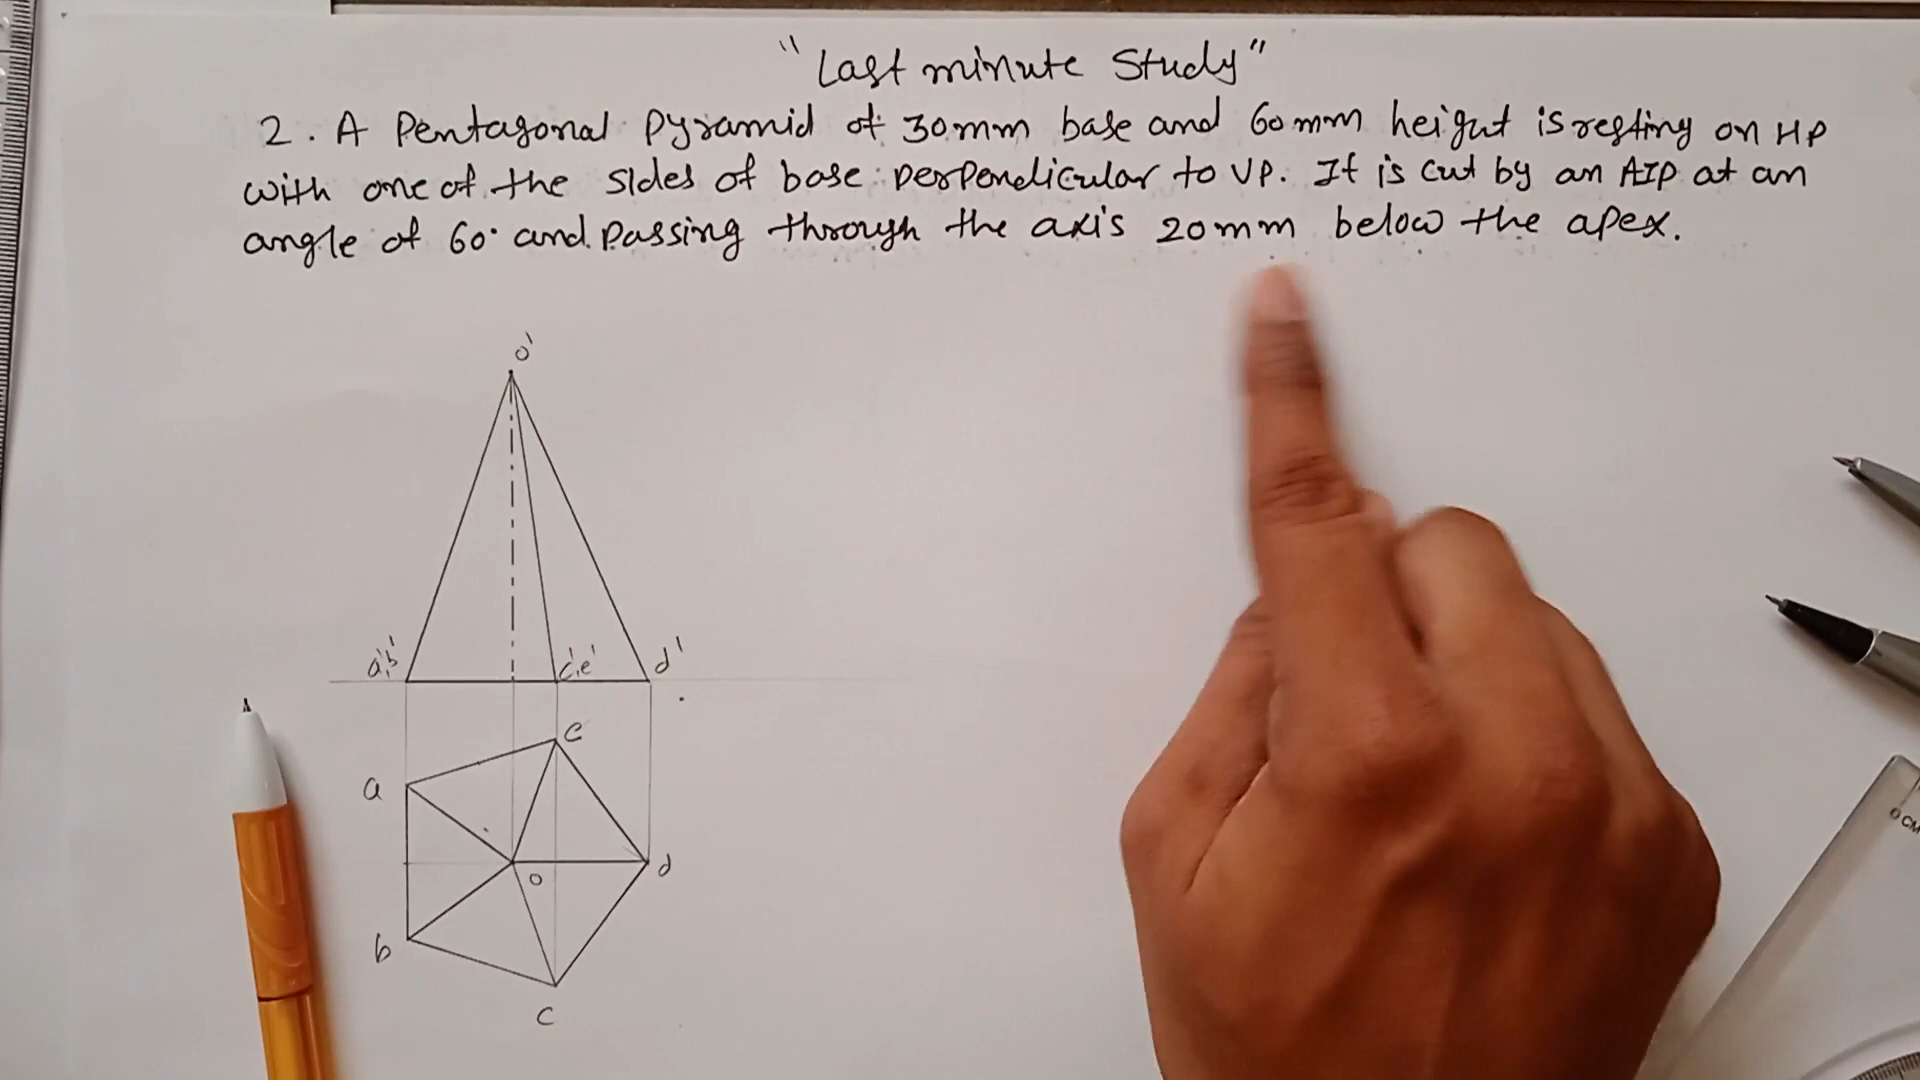 "Last minute Study"
2. A Pentagonal Pyramid of 30mm base and 60mm height is resting on HP
with one of the sides of base perpendicular to VP. It is cut by an AIP at an
angle of 60° and passing through the axis 20mm below the apex.
o'
a',b' c',e' d'
e
a
o d
b
c
CM